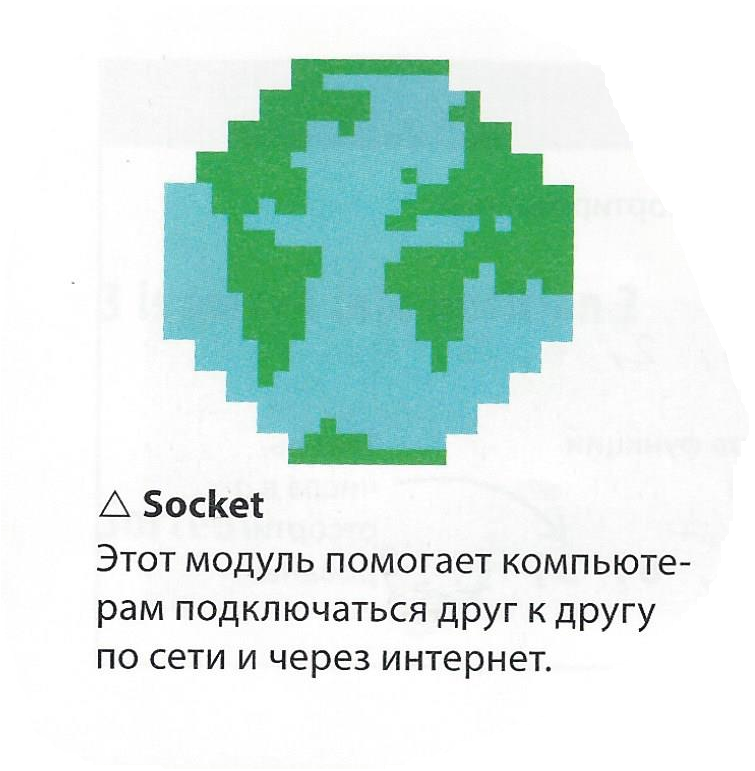 △ Socket
Этот модуль помогает компьюте-
рам подключаться друг к другу
по сети и через интернет.